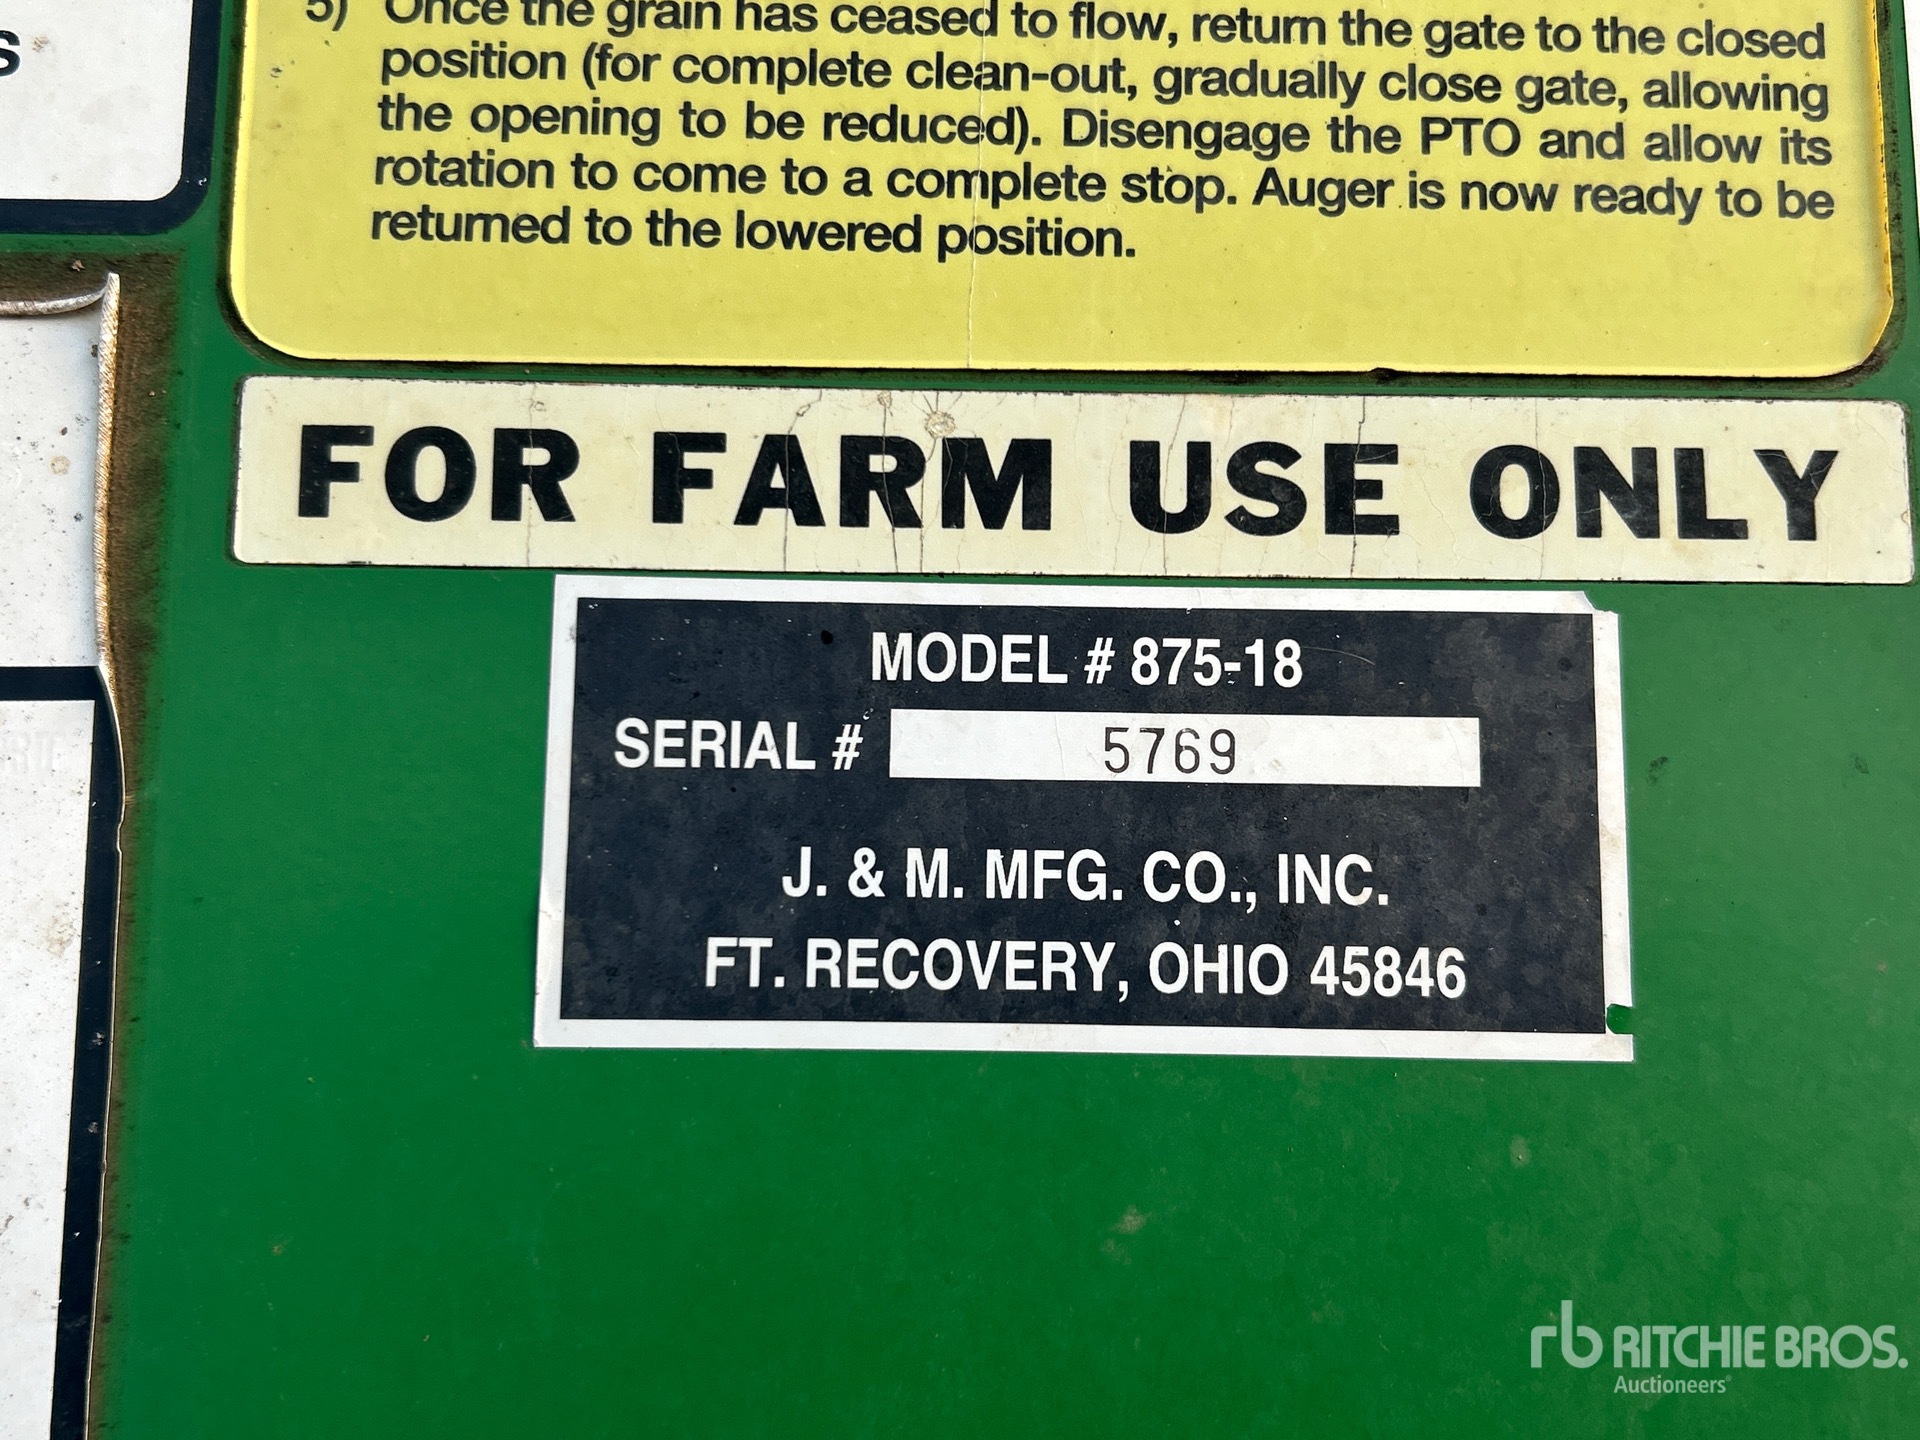 s
5) Once the grain has ceased to flow, return the gate to the closed
position (for complete clean-out, gradually close gate, allowing
the opening to be reduced). Disengage the PTO and allow its
rotation to come to a complete stop. Auger is now ready to be
returned to the lowered position.
FOR FARM USE ONLY
MODEL # 875-18
SERIAL # 5769
J. & M. MFG. CO., INC.
FT. RECOVERY, OHIO 45846
rb RITCHIE BROS.
Auctioneers